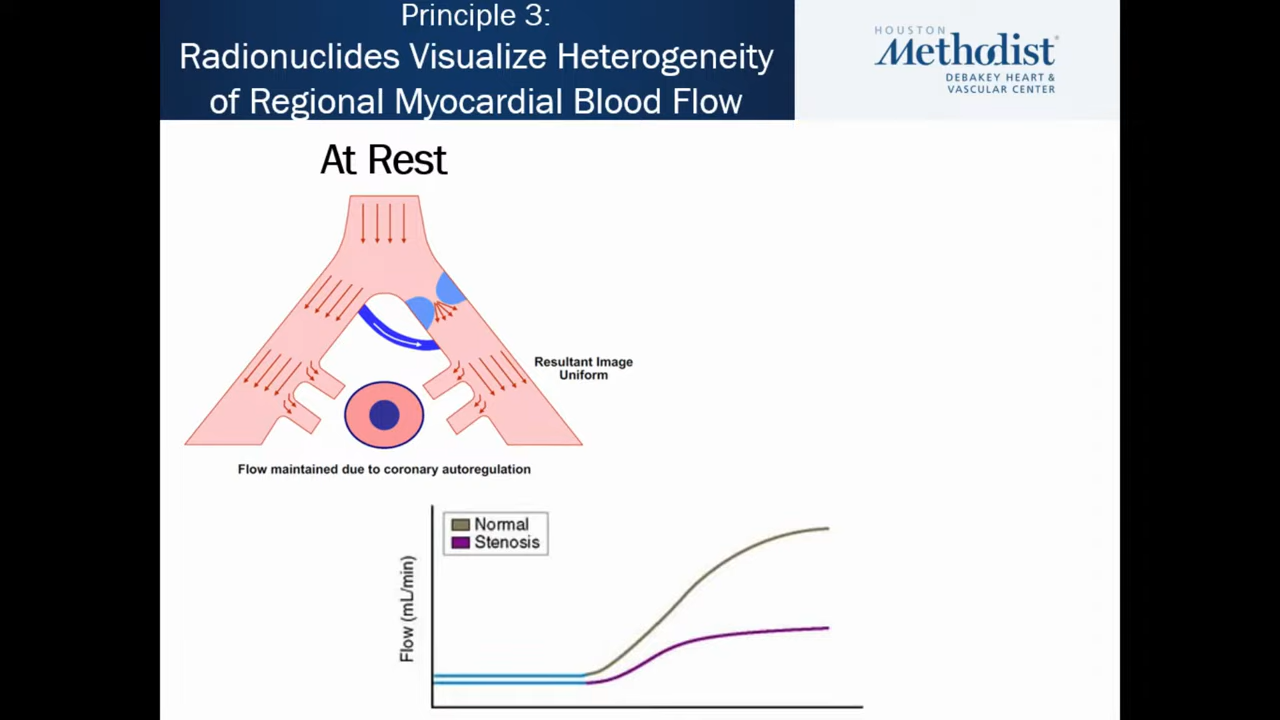 Principle 3:
Radionuclides Visualize Heterogeneity
of Regional Myocardial Blood Flow
HOUSTON
Methodist
DEBAKEY HEART &
VASCULAR CENTER
At Rest
Resultant Image
Uniform
Flow maintained due to coronary autoregulation
Normal
Stenosis
Flow (mL/min)